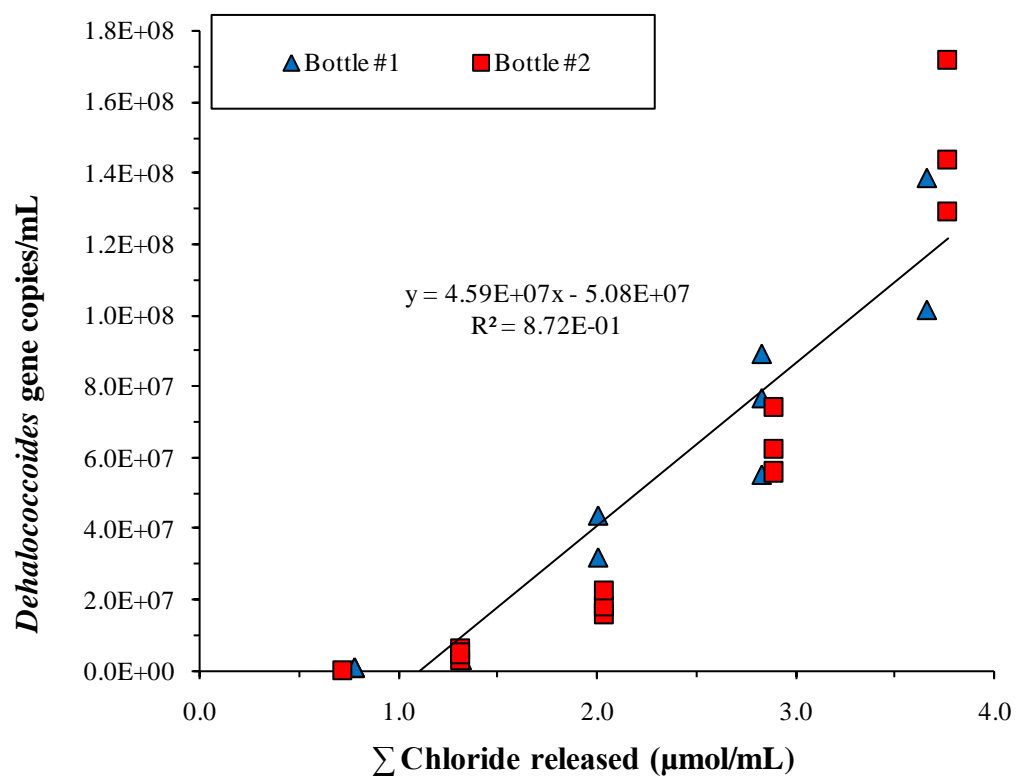 1.8E+08
Bottle #1 Bottle #2
1.6E+08
1.4E+08
1.2E+08
y = 4.59E+07x - 5.08E+07
R² = 8.72E-01
1.0E+08
8.0E+07
6.0E+07
4.0E+07
2.0E+07
0.0E+00
0.0 1.0 2.0 3.0 4.0
Dehalococcoides gene copies/mL
∑ Chloride released (µmol/mL)